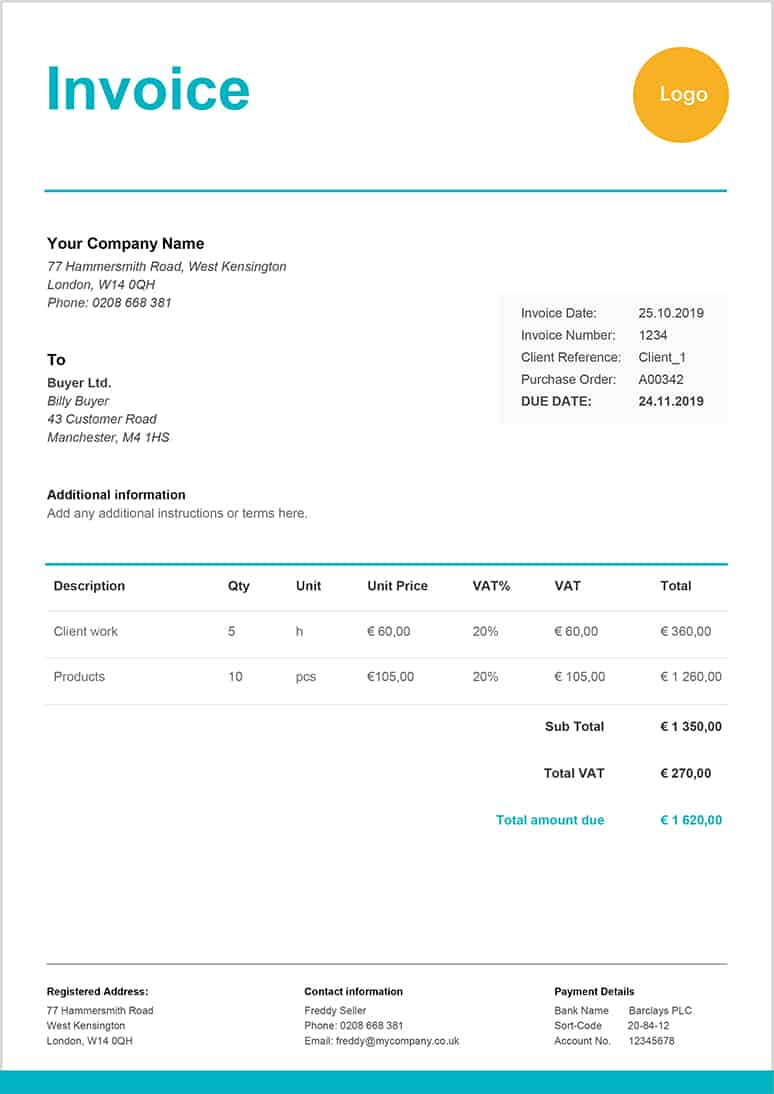 Invoice
Logo
Your Company Name
77 Hammersmith Road, West Kensington
London, W14 0QH
Phone: 0208 668 381
Invoice Date: 25.10.2019
Invoice Number: 1234
Client Reference: Client_1
Purchase Order: A00342
DUE DATE: 24.11.2019
To
Buyer Ltd.
Billy Buyer
43 Customer Road
Manchester, M4 1HS
Additional information
Add any additional instructions or terms here.
Description Qty Unit Unit Price VAT% VAT Total
Client work 5 h € 60,00 20% € 60,00 € 360,00
Products 10 pcs €105,00 20% € 105,00 € 1 260,00
Sub Total € 1 350,00
Total VAT € 270,00
Total amount due € 1 620,00
Registered Address: Contact information Payment Details
77 Hammersmith Road Freddy Seller Bank Name Barclays PLC
West Kensington Phone: 0208 668 381 Sort-Code 20-84-12
London, W14 0QH Email: freddy@mycompany.co.uk Account No. 12345678